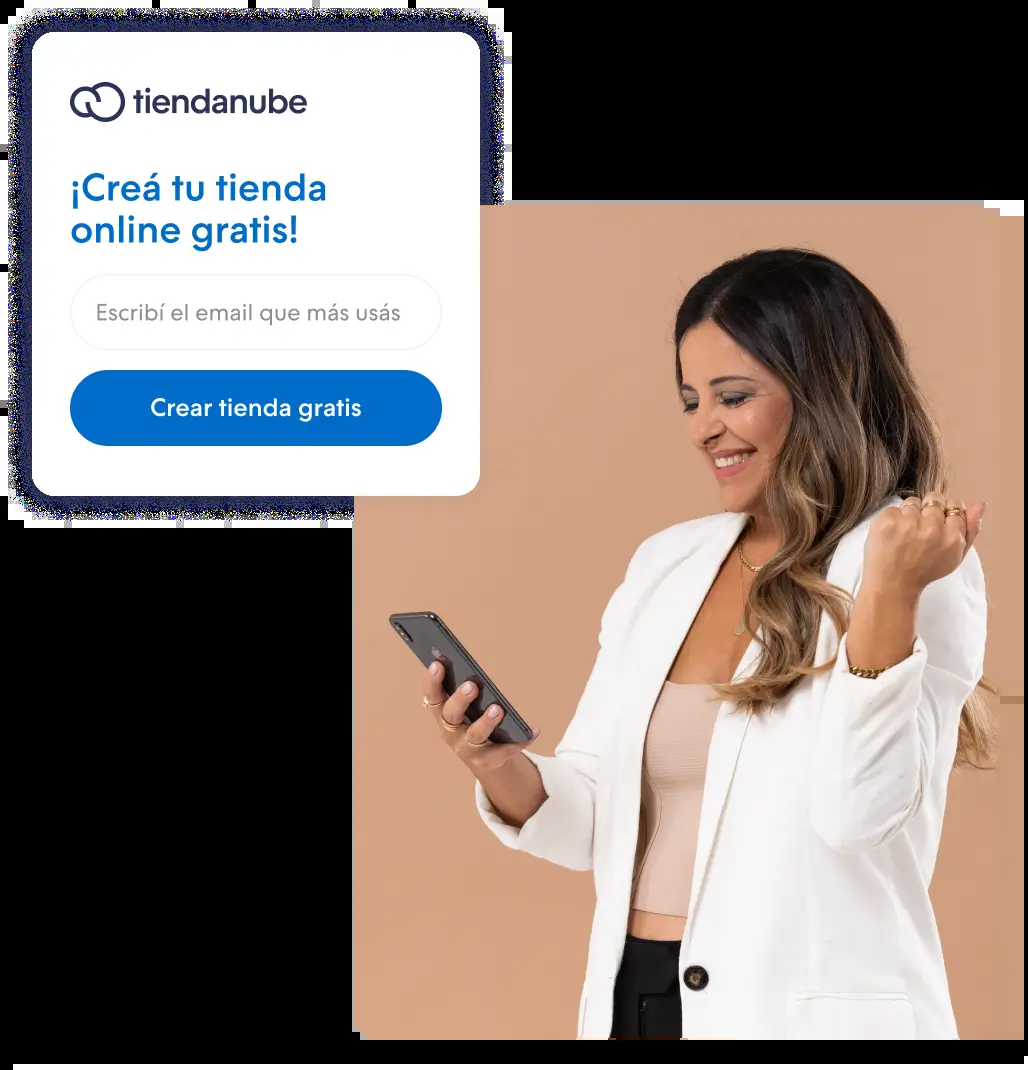 tiendanube
¡Creá tu tienda
online gratis!
Escribí el email que más usás
Crear tienda gratis